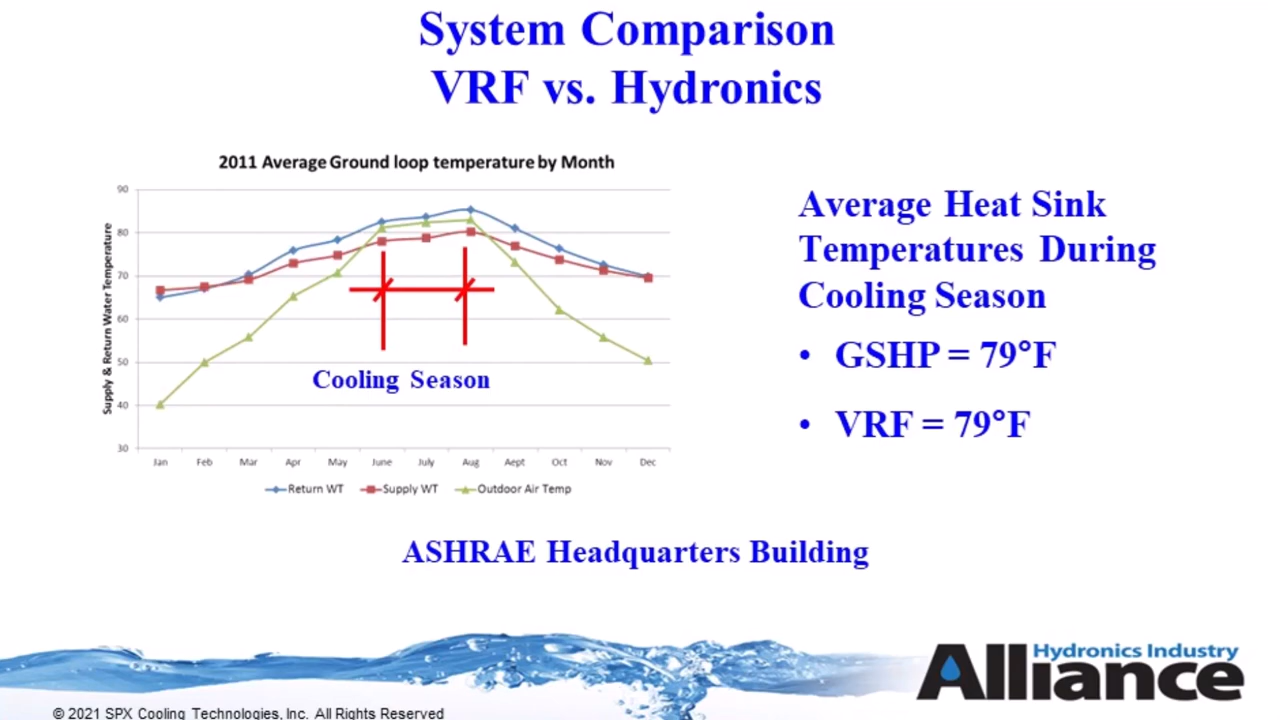 System Comparison
VRF vs. Hydronics
2011 Average Ground loop temperature by Month
Supply & Return Water Temperature
90
80
70
60
50
40
30
Jan Feb Mar Apr May June July Aug Aept Oct Nov Dec
Cooling Season
Return WT Supply WT Outdoor Air Temp
Average Heat Sink
Temperatures During
Cooling Season
• GSHP = 79°F
• VRF = 79°F
ASHRAE Headquarters Building
Hydronics Industry
Alliance
© 2021 SPX Cooling Technologies, Inc. All Rights Reserved